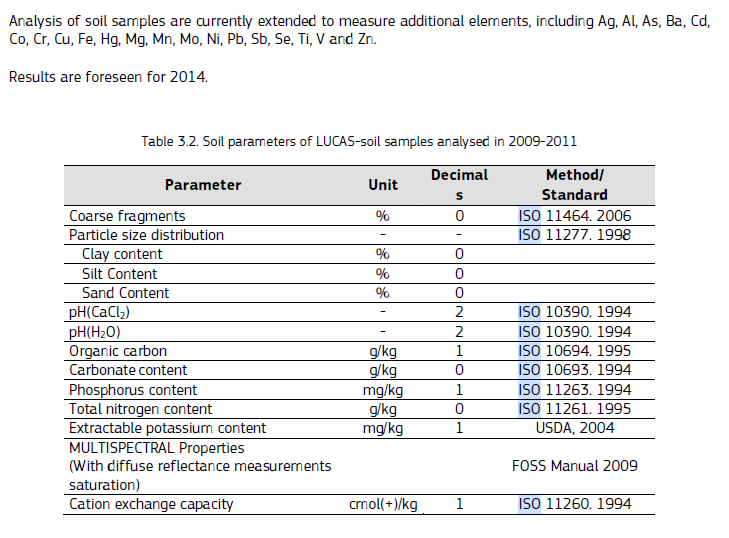 Analysis of soil samples are currently extended to measure additional elements, including Ag, Al, As, Ba, Cd,
Co, Cr, Cu, Fe, Hg, Mg, Mn, Mo, Ni, Pb, Sb, Se, Ti, V and Zn.
Results are foreseen for 2014.
Table 3.2. Soil parameters of LUCAS-soil samples analysed in 2009-2011
Parameter Unit Decimal s Method/ Standard
Coarse fragments % 0 ISO 11464. 2006
Particle size distribution - - ISO 11277. 1998
Clay content % 0
Silt Content % 0
Sand Content % 0
pH(CaCl₂) - 2 ISO 10390. 1994
pH(H₂O) - 2 ISO 10390. 1994
Organic carbon g/kg 1 ISO 10694. 1995
Carbonate content g/kg 0 ISO 10693. 1994
Phosphorus content mg/kg 1 ISO 11263. 1994
Total nitrogen content g/kg 0 ISO 11261. 1995
Extractable potassium content mg/kg 1 USDA, 2004
MULTISPECTRAL Properties
(With diffuse reflectance measurements FOSS Manual 2009
saturation)
Cation exchange capacity cmol(+)/kg 1 ISO 11260. 1994